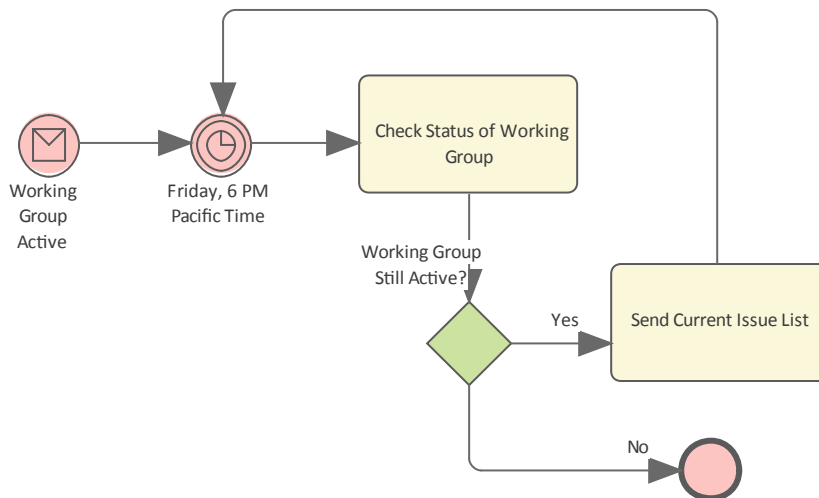 Working
Group
Active
Friday, 6 PM
Pacific Time
Check Status of Working
Group
Working Group
Still Active?
Yes
Send Current Issue List
No